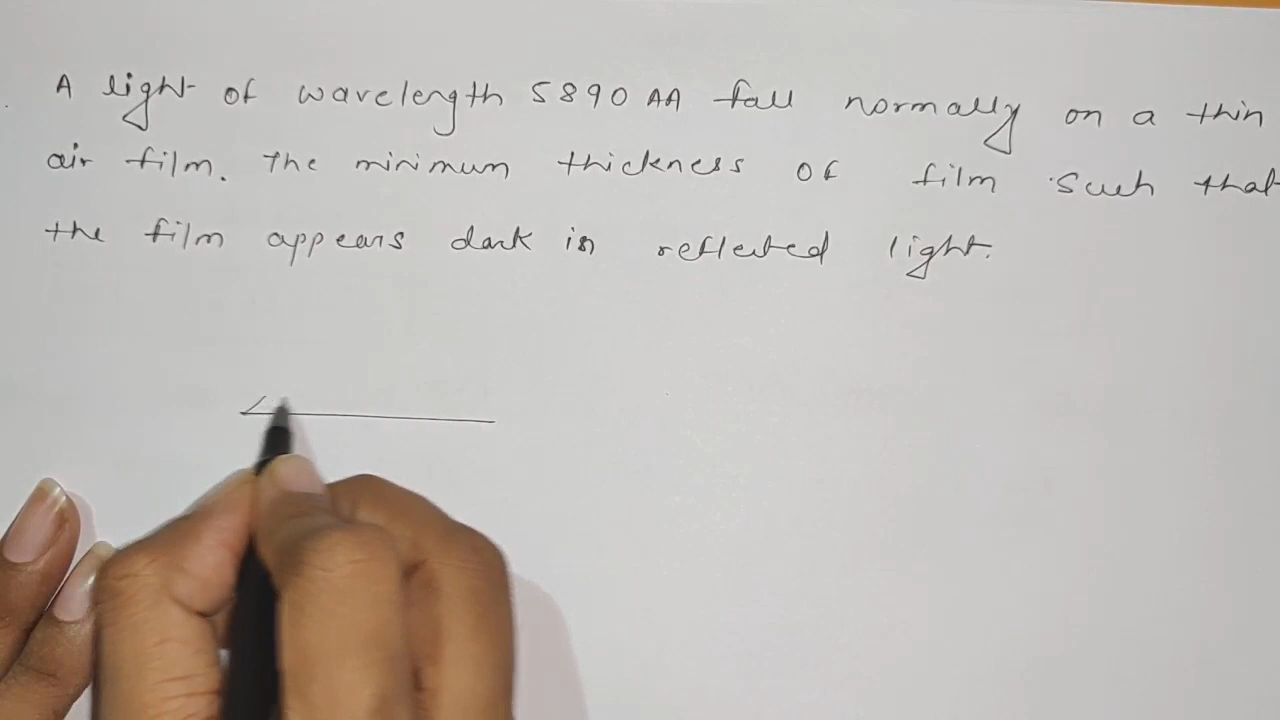 A light of wavelength 5890 AA fall normally on a thin
air film. The minimum thickness of film such that
the film appears dark in reflected light.